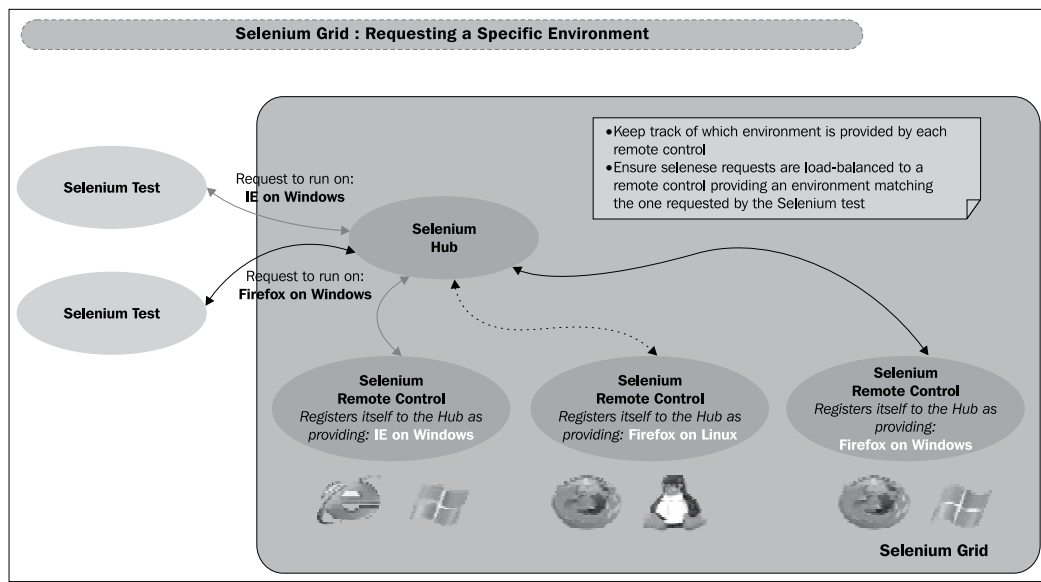 Selenium Grid : Requesting a Specific Environment
•Keep track of which environment is provided by each
remote control
•Ensure selenese requests are load-balanced to a
remote control providing an environment matching
the one requested by the Selenium test
Selenium Test
Request to run on:
IE on Windows
Selenium
Hub
Request to run on:
Firefox on Windows
Selenium Test
Selenium
Remote Control
Registers itself to the Hub as
providing: IE on Windows
Selenium
Remote Control
Registers itself to the Hub as
providing: Firefox on Linux
Selenium
Remote Control
Registers itself to the Hub as
providing:
Firefox on Windows
Selenium Grid